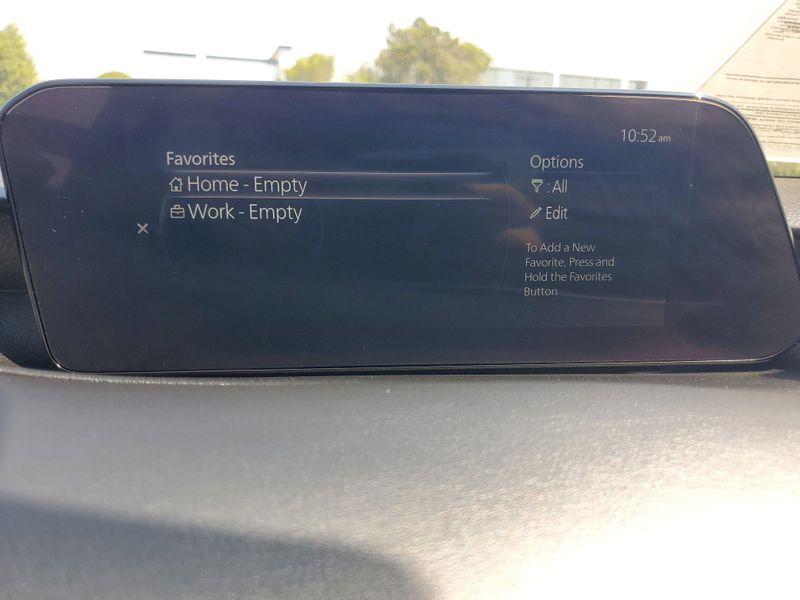 10:52am
Favorites
Home - Empty
Work - Empty
Options
: All
Edit
To Add a New
Favorite, Press and
Hold the Favorites
Button